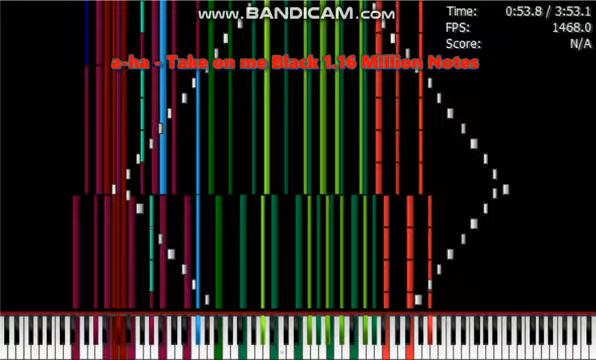 www.BANDICAM.com
Time: 0:53.8 / 3:53.1
FPS: 1468.0
Score: N/A
a-ha - Take on me Black 1.16 Million Notes